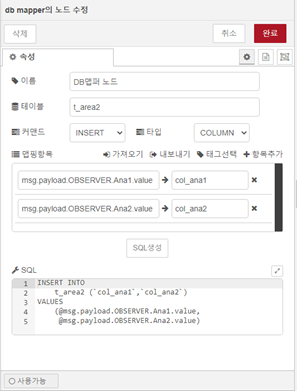 db mapper의 노드 수정
삭제 취소 완료
속성
이름 DB맵퍼 노드
테이블 t_area2
커맨드 INSERT 타입 COLUMN
맵핑항목 가져오기 내보내기 태그선택 항목추가
msg.payload.OBSERVER.Ana1.value col_ana1
msg.payload.OBSERVER.Ana2.value col_ana2
SQL생성
SQL
1 INSERT INTO
2 t_area2 (`col_ana1`,`col_ana2`)
3 VALUES
4 (@msg.payload.OBSERVER.Ana1.value,
5 @msg.payload.OBSERVER.Ana2.value)
사용가능